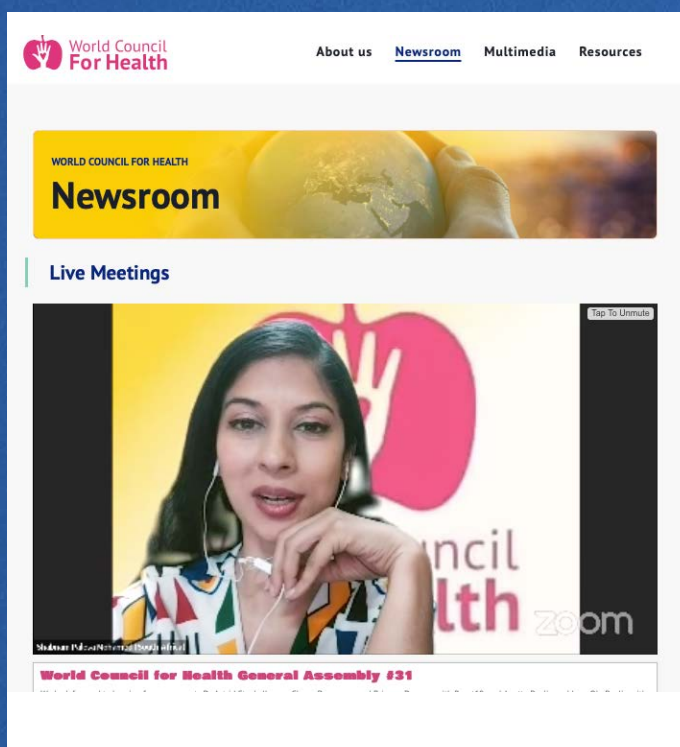 World Council
For Health
About us Newsroom Multimedia Resources
WORLD COUNCIL FOR HEALTH
Newsroom
Live Meetings
Tap To Unmute
uncil
lth
zoom
World Council for Health General Assembly #31